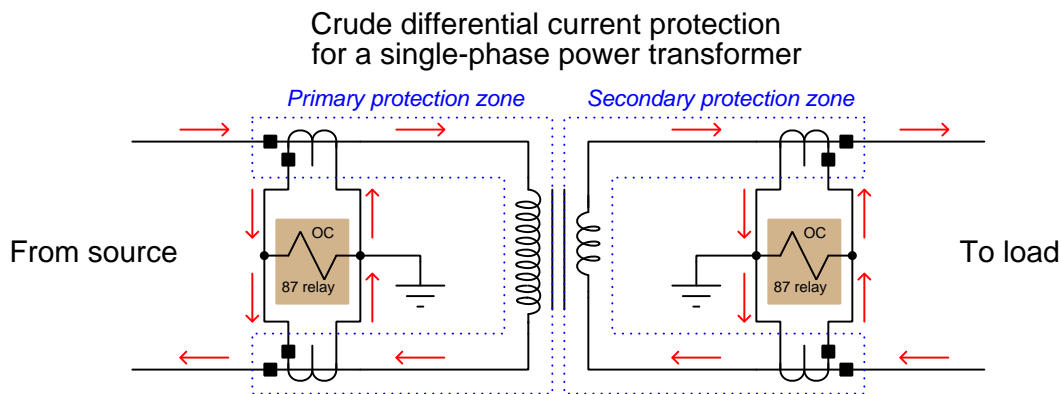 Crude differential current protection
for a single-phase power transformer
Primary protection zone
Secondary protection zone
OC
87 relay
From source
OC
87 relay
To load